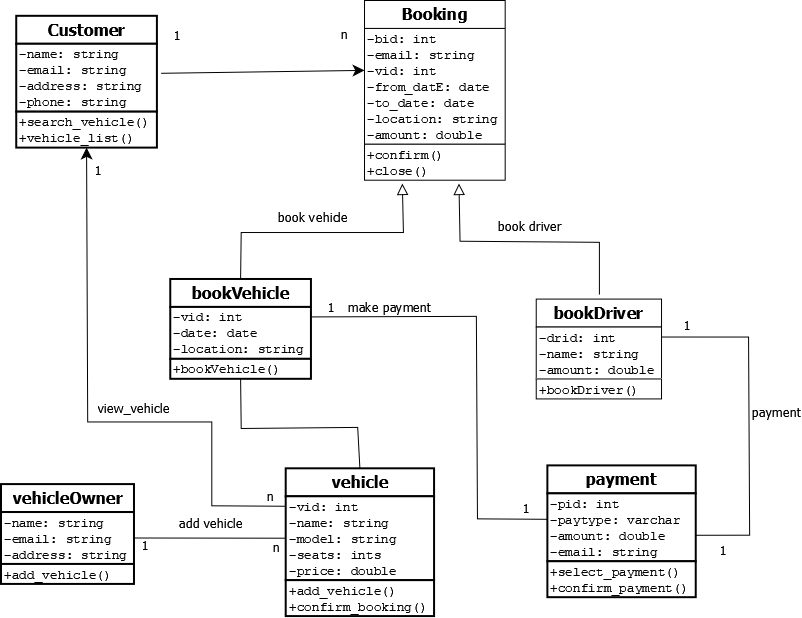 Customer
-name: string
-email: string
-address: string
-phone: string
+search_vehicle()
+vehicle_list()
1
n
Booking
-bid: int
-email: string
-vid: int
-from_datE: date
-to_date: date
-location: string
-amount: double
+confirm()
+close()
1
book vehide
book driver
bookVehicle
-vid: int
-date: date
-location: string
+bookVehicle()
1 make payment
bookDriver
-drid: int
-name: string
-amount: double
+bookDriver()
1
payment
view_vehicle
n
vehicleOwner
-name: string
-email: string
-address: string
+add_vehicle()
add vehicle
1
n
vehicle
-vid: int
-name: string
-model: string
-seats: ints
-price: double
+add_vehicle()
+confirm_booking()
1
payment
-pid: int
-paytype: varchar
-amount: double
-email: string
+select_payment()
+confirm_payment()
1